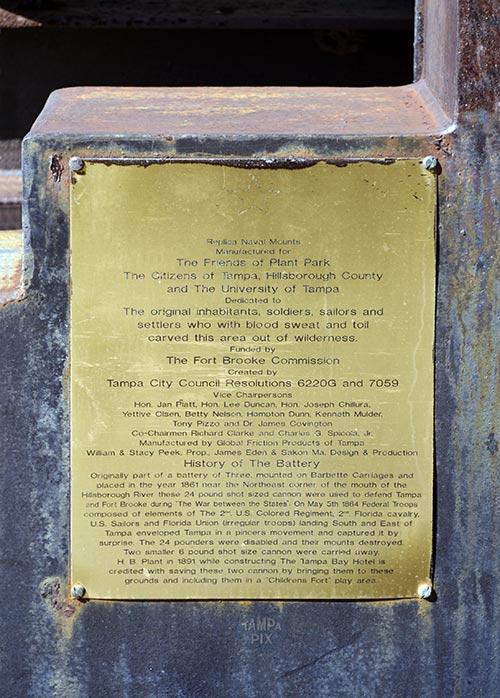 Replica Naval Mounts
Manufactured for
The Friends of Plant Park
The Citizens of Tampa, Hillsborough County
and The University of Tampa
Dedicated to
The original inhabitants, soldiers, sailors and
settlers who with blood sweat and toil
carved this area out of wilderness.
Funded by
The Fort Brooke Commission
Created by
Tampa City Council Resolutions 6220G and 7059
Vice Chairpersons
Hon. Jan Platt, Hon. Lee Duncan, Hon. Joseph Chillura,
Yettive Olsen, Betty Nelson, Hampton Dunn, Kenneth Mulder,
Tony Pizzo and Dr. James Covington
Co-Chairmen Richard Clarke and Charles G. Spicola, Jr.
Manufactured by Global Friction Products of Tampa
William & Stacy Peek, Prop., James Eden & Sakon Ma, Design & Production
History of The Battery
Originally part of a battery of Three, mounted on Barbette Carriages and
placed in the year 1861 near the Northeast corner of the mouth of the
Hillsborough River these 24 pound shot sized cannon were used to defend Tampa
and Fort Brooke during "The War between the States". On May 5th 1864 Federal Troops
composed of elements of The 2nd. U.S. Colored Regiment, 2nd. Florida cavalry,
U.S. Sailors and Florida Union (irregular troops) landing South and East of
Tampa enveloped Tampa in a pincers movement and captured it by
surprise. The 24 pounders were disabled and their mounts destroyed.
Two smaller 6 pound shot size cannon were carried away.
H. B. Plant in 1891 while constructing The Tampa Bay Hotel is
credited with saving these two cannon by bringing them to these
grounds and including them in a "Childrens Fort" play area.
TAMPA
PIX